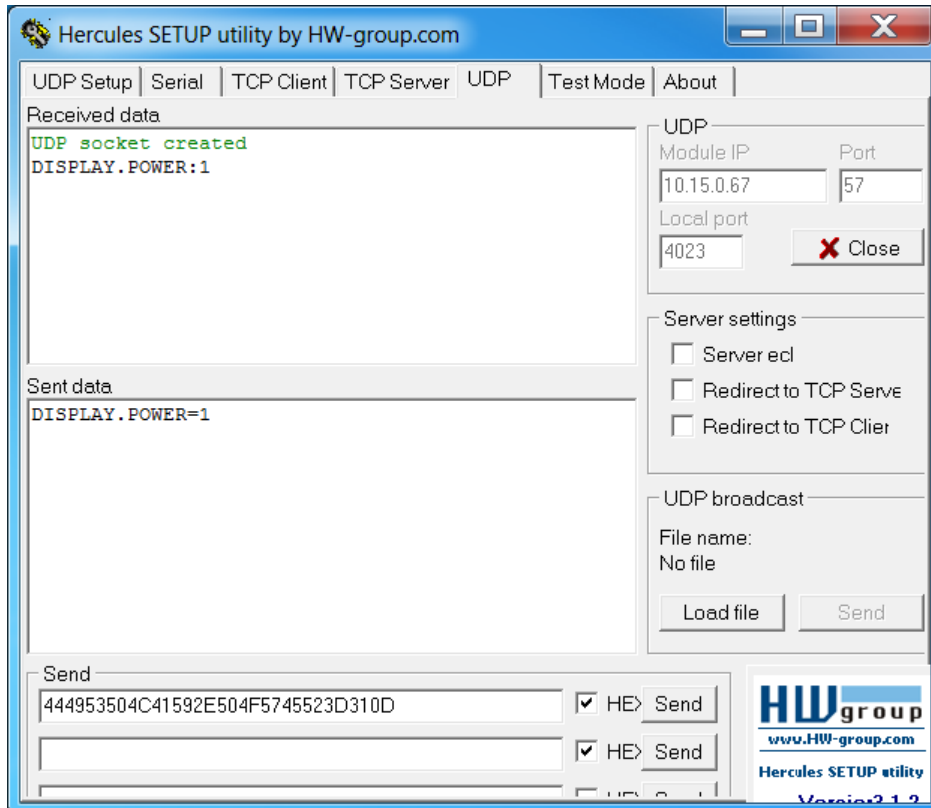 Hercules SETUP utility by HW-group.com
UDP Setup Serial TCP Client TCP Server UDP Test Mode About
Received data
UDP socket created
DISPLAY.POWER:1
Sent data
DISPLAY.POWER=1
UDP
Module IP Port
10.15.0.67 57
Local port
4023 Close
Server settings
Server ecl
Redirect to TCP Serve
Redirect to TCP Clier
UDP broadcast
File name:
No file
Load file Send
Send
444953504C41592E504F5745523D310D HEX Send
HEX Send
HW group
www.HW-group.com
Hercules SETUP utility